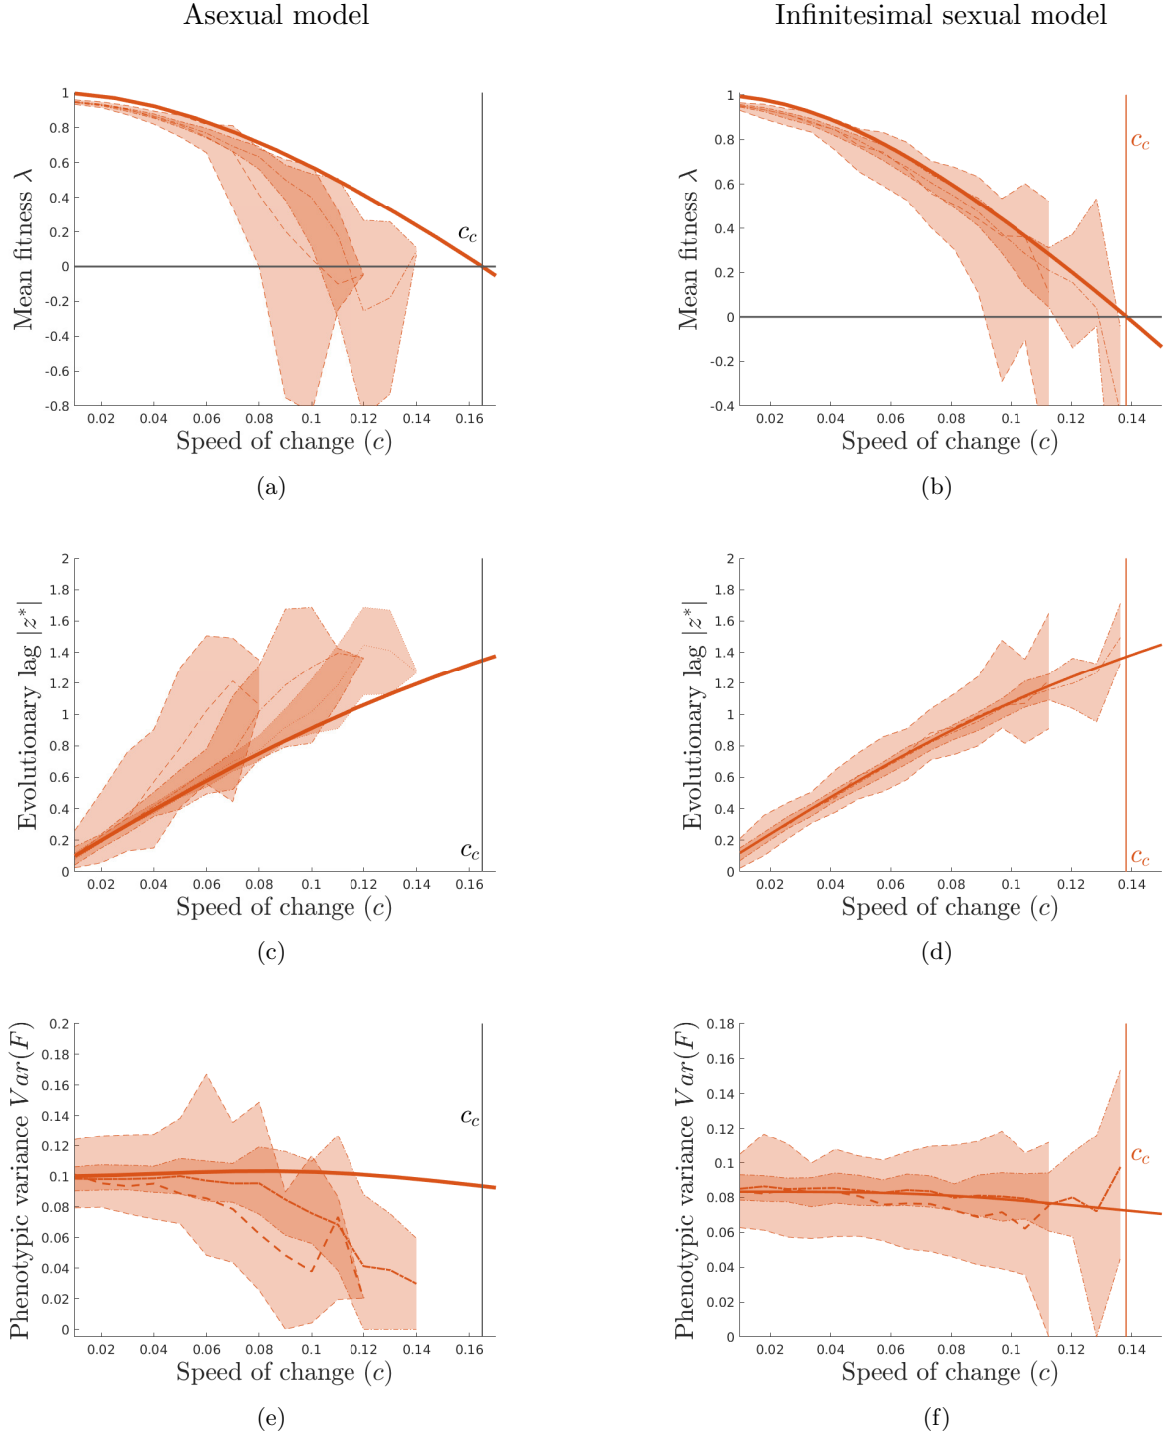 Asexual model
Infinitesimal sexual model
Mean fitness λ
1
0.8
0.6
0.4
0.2
0
-0.2
-0.4
-0.6
-0.8
c_c
0.02 0.04 0.06 0.08 0.1 0.12 0.14 0.16
Speed of change (c)
(a)
Mean fitness λ
1
0.8
0.6
0.4
0.2
0
-0.2
-0.4
c_c
0.02 0.04 0.06 0.08 0.1 0.12 0.14
Speed of change (c)
(b)
Evolutionary lag |z*|
2
1.8
1.6
1.4
1.2
1
0.8
0.6
0.4
0.2
0
c_c
0.02 0.04 0.06 0.08 0.1 0.12 0.14 0.16
Speed of change (c)
(c)
Evolutionary lag |z*|
2
1.8
1.6
1.4
1.2
1
0.8
0.6
0.4
0.2
0
c_c
0.02 0.04 0.06 0.08 0.1 0.12 0.14
Speed of change (c)
(d)
Phenotypic variance Var(F)
0.2
0.18
0.16
0.14
0.12
0.1
0.08
0.06
0.04
0.02
0
c_c
0.02 0.04 0.06 0.08 0.1 0.12 0.14 0.16
Speed of change (c)
(e)
Phenotypic variance Var(F)
0.18
0.16
0.14
0.12
0.1
0.08
0.06
0.04
0.02
0
c_c
0.02 0.04 0.06 0.08 0.1 0.12 0.14
Speed of change (c)
(f)